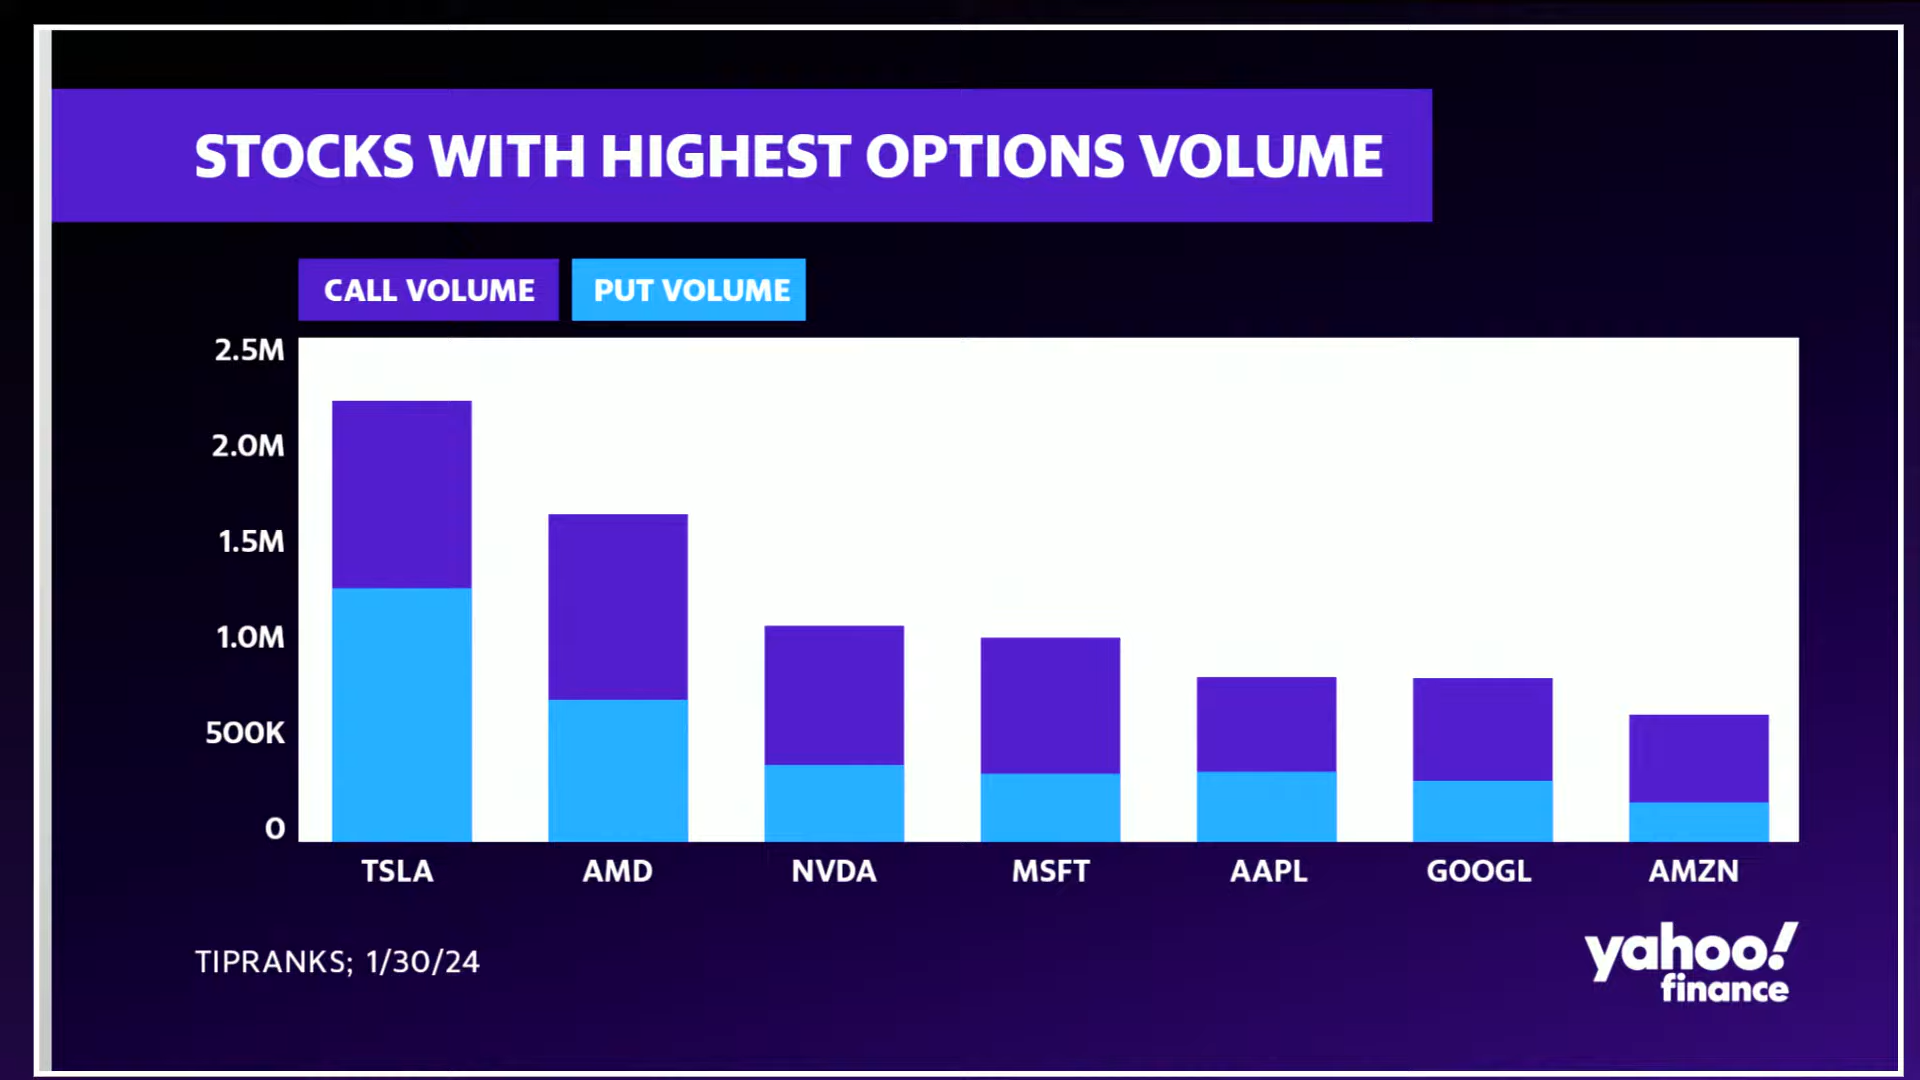 STOCKS WITH HIGHEST OPTIONS VOLUME
CALL VOLUME PUT VOLUME
2.5M
2.0M
1.5M
1.0M
500K
0
TSLA AMD NVDA MSFT AAPL GOOGL AMZN
TIPRANKS; 1/30/24
yahoo!
finance